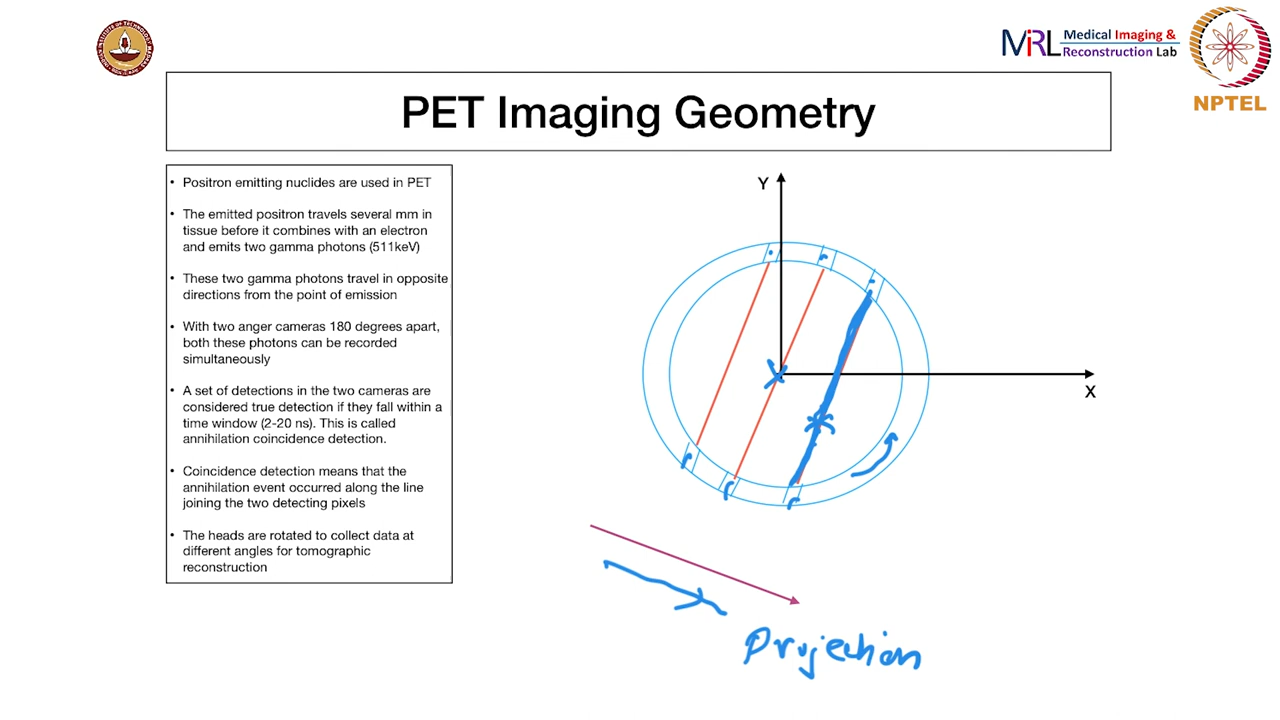 MiRL Medical Imaging &
Reconstruction Lab
NPTEL
PET Imaging Geometry
• Positron emitting nuclides are used in PET
• The emitted positron travels several mm in
tissue before it combines with an electron
and emits two gamma photons (511keV)
• These two gamma photons travel in opposite
directions from the point of emission
• With two anger cameras 180 degrees apart,
both these photons can be recorded
simultaneously
• A set of detections in the two cameras are
considered true detection if they fall within a
time window (2-20 ns). This is called
annihilation coincidence detection.
• Coincidence detection means that the
annihilation event occurred along the line
joining the two detecting pixels
• The heads are rotated to collect data at
different angles for tomographic
reconstruction
Y
X
Projection